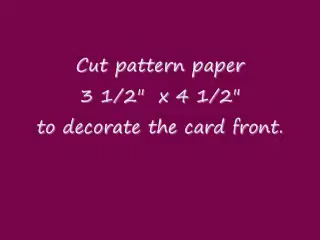 Cut pattern paper
3 1/2" x 4 1/2"
to decorate the card front.